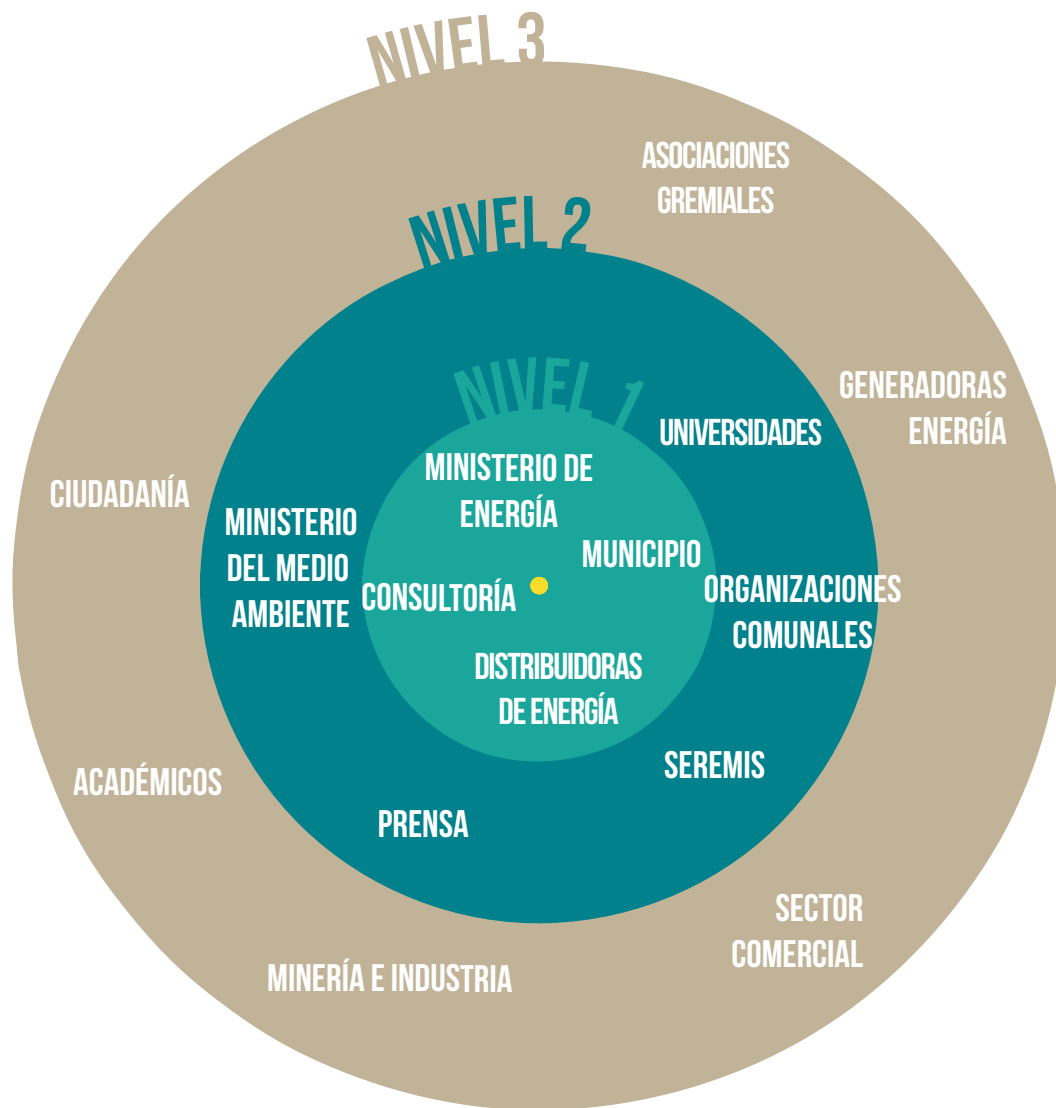 NIVEL 3
ASOCIACIONES
GREMIALES
NIVEL 2
NIVEL 1
GENERADORAS
ENERGÍA
UNIVERSIDADES
MINISTERIO DE
ENERGÍA
CIUDADANÍA
MINISTERIO
DEL MEDIO
AMBIENTE
MUNICIPIO
CONSULTORÍA
ORGANIZACIONES
COMUNALES
DISTRIBUIDORAS
DE ENERGÍA
SEREMIS
ACADÉMICOS
PRENSA
SECTOR
COMERCIAL
MINERÍA E INDUSTRIA